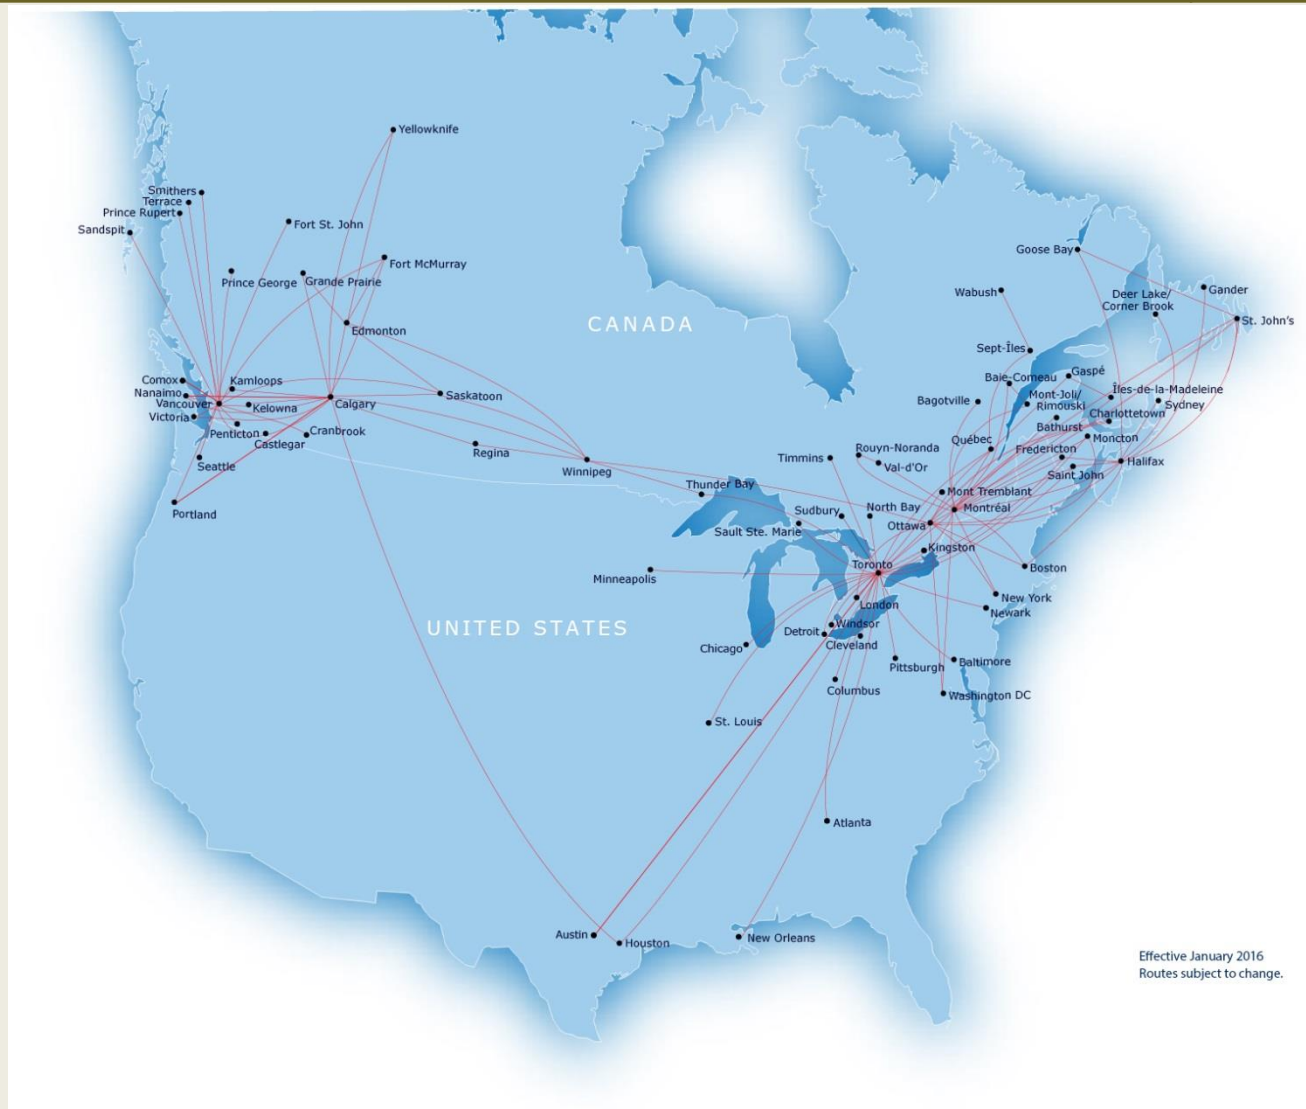 Yellowknife
Smithers
Terrace
Prince Rupert
Sandspit
Fort St. John
Fort McMurray
Prince George
Grande Prairie
Edmonton
CANADA
Goose Bay
Wabush
Deer Lake/
Corner Brook
Gander
St. John's
Sept-Îles
Comox
Kamloops
Nanaimo
Vancouver
Kelowna
Calgary
Saskatoon
Victoria
Penticton
Castlegar
Cranbrook
Seattle
Portland
Regina
Winnipeg
Baie-Comeau
Gaspé
Îles-de-la-Madeleine
Bagotville
Mont-Joli/
Rimouski
Sydney
Charlottetown
Bathurst
Moncton
Québec
Fredericton
Halifax
Saint John
Rouyn-Noranda
Timmins
Val-d'Or
Thunder Bay
Mont Tremblant
Sudbury
North Bay
Montréal
Sault Ste. Marie
Ottawa
Kingston
Toronto
Boston
Minneapolis
London
New York
Newark
UNITED STATES
Detroit
Windsor
Cleveland
Chicago
Pittsburgh
Baltimore
Columbus
Washington DC
St. Louis
Atlanta
Austin
Houston
New Orleans
Effective January 2016
Routes subject to change.